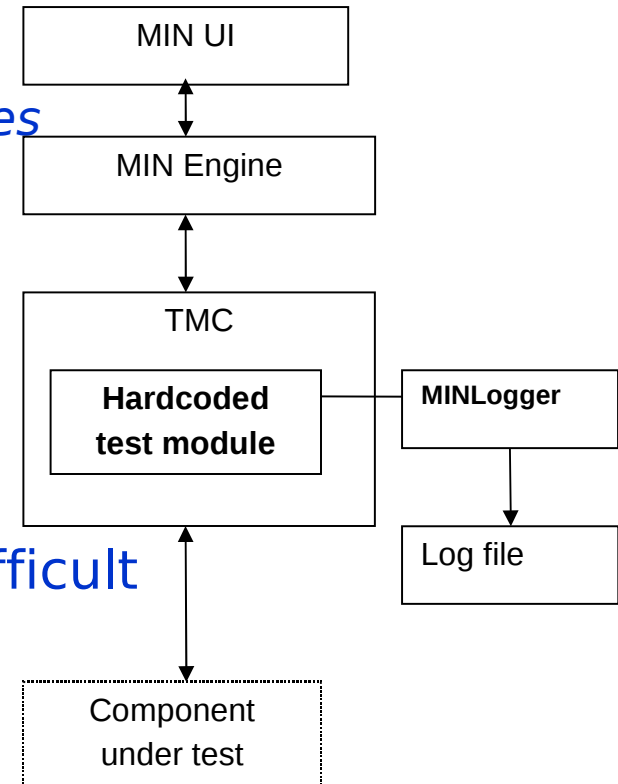 MIN UI
MIN Engine
TMC
Hardcoded
test module
MINLogger
Log file
Component
under test